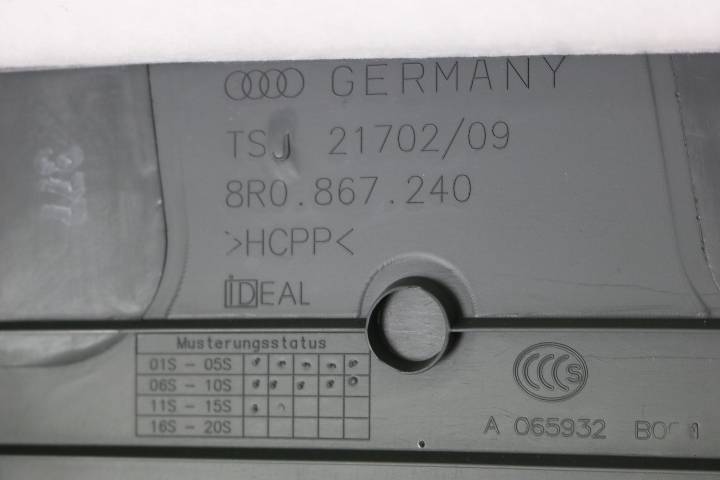 GERMANY
TSJ 21702/09
8R0.867.240
>HCPP<
IDEAL
Musterungsstatus
01S - 05S
06S - 10S
11S - 15S
16S - 20S
CCCS
A 065932